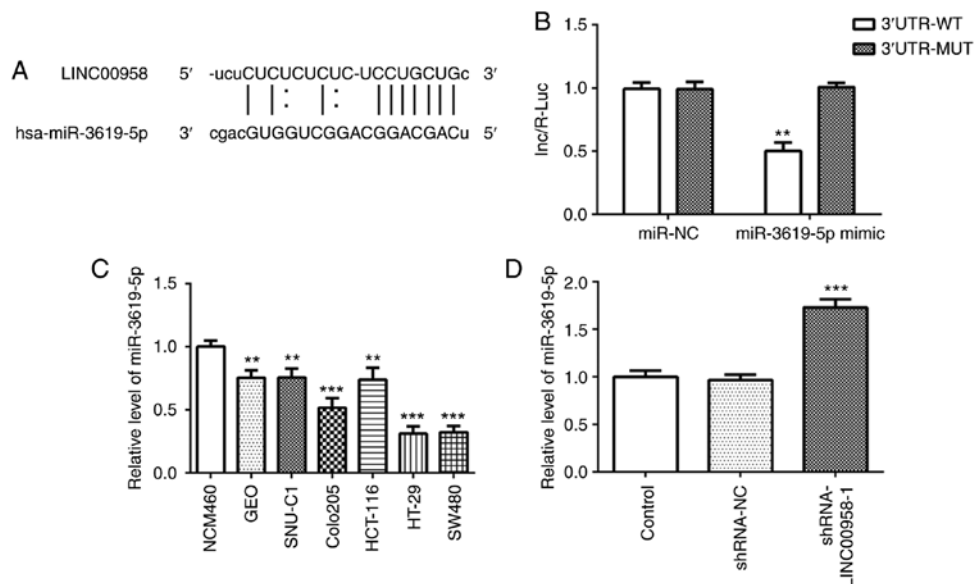 A
LINC00958 5′ -ucuCUCUCUCUC-UCCUGCUGc 3′
hsa-miR-3619-5p 3′ cgacGUGGUCGGACGGACGACu 5′
B
3′UTR-WT
3′UTR-MUT
lnc/R-Luc
1.5
1.0
0.5
0.0
**
miR-NC
miR-3619-5p mimic
C
Relative level of miR-3619-5p
1.5
1.0
0.5
0.0
**
**
***
**
***
***
NCM460
GEO
SNU-C1
Colo205
HCT-116
HT-29
SW480
D
Relative level of miR-3619-5p
2.0
1.5
1.0
0.5
0.0
***
Control
shRNA-NC
shRNA-
LINC00958-1